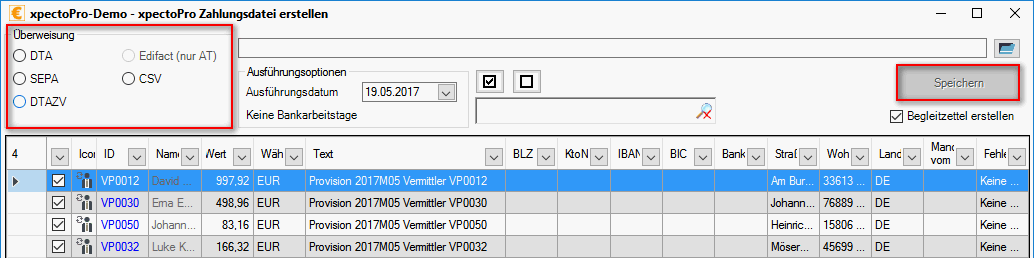 xpectoPro-Demo - xpectoPro Zahlungsdatei erstellen
Überweisung
DTA
Edifact (nur AT)
SEPA
CSV
DTAZV
Ausführungsoptionen
Ausführungsdatum 19.05.2017
Keine Bankarbeitstage
Speichern
Begleitzettel erstellen
4 Icon ID Name Wert Wäh Text BLZ KtoN IBAN BIC Bank Straß Woh Land Mand vom Fehle
VP0012 David ... 997,92 EUR Provision 2017M05 Vermittler VP0012 Am Bur... 33613 ... DE Keine ...
VP0030 Ema E... 498,96 EUR Provision 2017M05 Vermittler VP0030 Johann... 76889 ... DE Keine ...
VP0050 Johann... 83,16 EUR Provision 2017M05 Vermittler VP0050 Heinric... 15806 ... DE Keine ...
VP0032 Luke K... 166,32 EUR Provision 2017M05 Vermittler VP0032 Möser... 45699 ... DE Keine ...